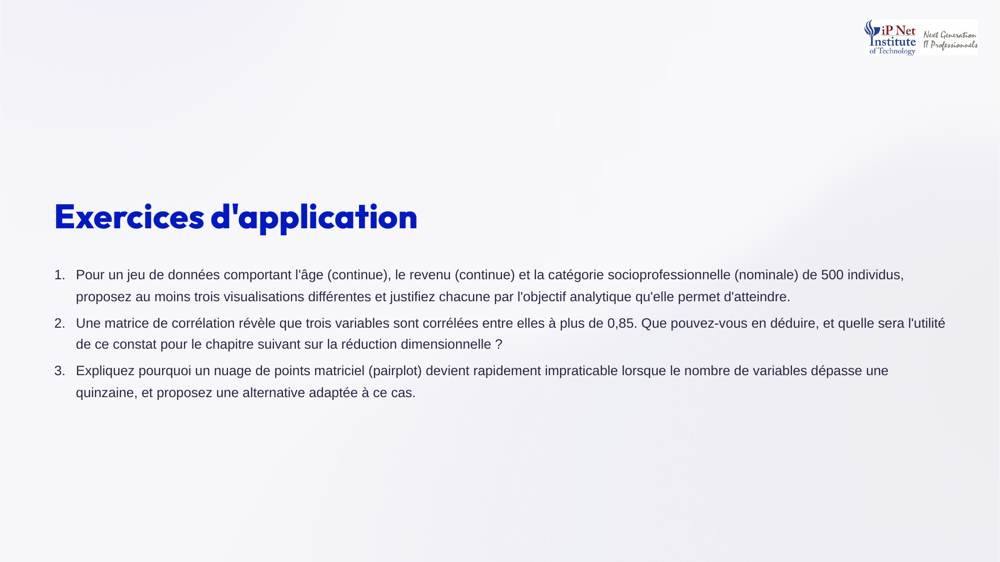 iP Net
Institute
of Technology
Next Generation
IT Professionnels
Exercices d'application
1. Pour un jeu de données comportant l'âge (continue), le revenu (continue) et la catégorie socioprofessionnelle (nominale) de 500 individus,
proposez au moins trois visualisations différentes et justifiez chacune par l'objectif analytique qu'elle permet d'atteindre.
2. Une matrice de corrélation révèle que trois variables sont corrélées entre elles à plus de 0,85. Que pouvez-vous en déduire, et quelle sera l'utilité
de ce constat pour le chapitre suivant sur la réduction dimensionnelle ?
3. Expliquez pourquoi un nuage de points matriciel (pairplot) devient rapidement impraticable lorsque le nombre de variables dépasse une
quinzaine, et proposez une alternative adaptée à ce cas.